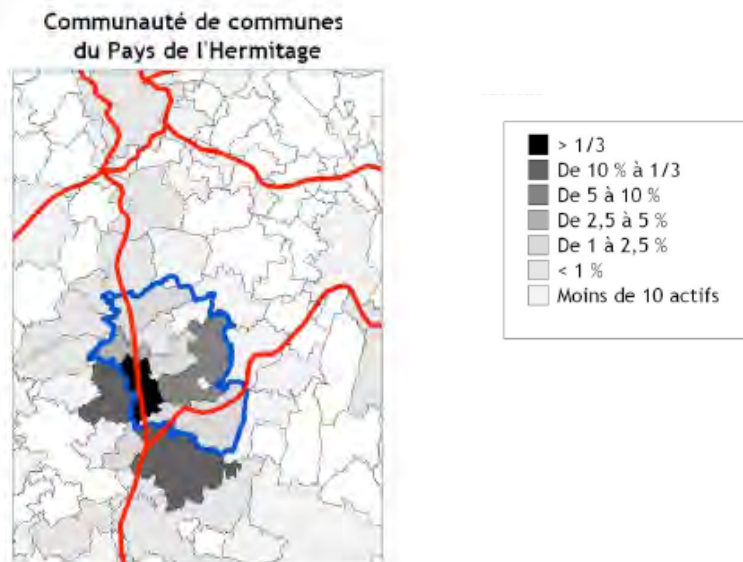 Communauté de communes
du Pays de l'Hermitage
> 1/3
De 10 % à 1/3
De 5 à 10 %
De 2,5 à 5 %
De 1 à 2,5 %
< 1 %
Moins de 10 actifs